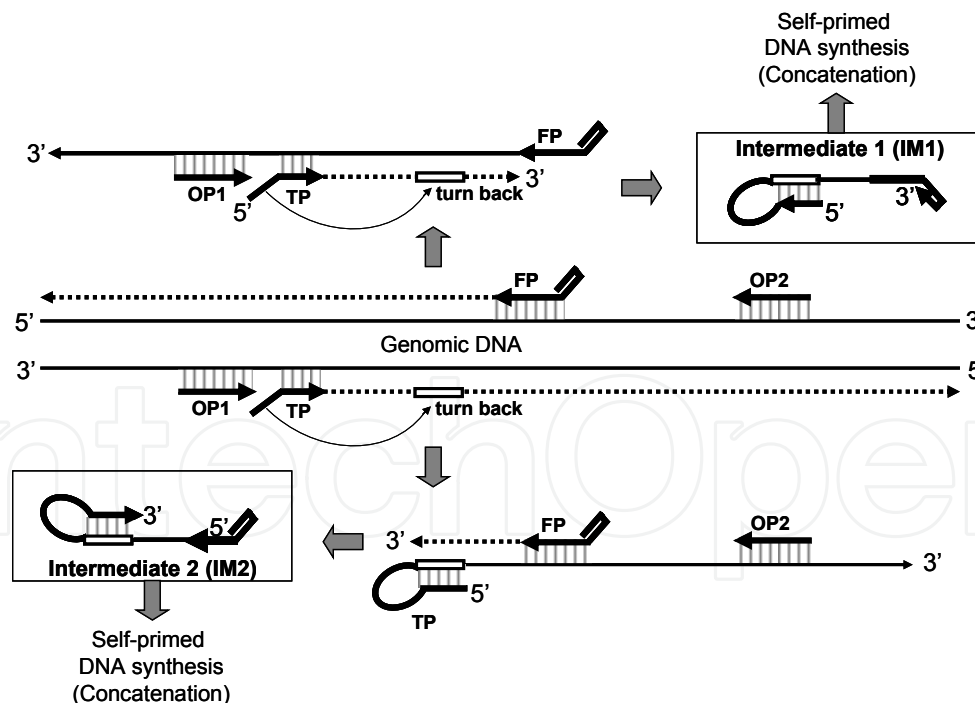 Self-primed
DNA synthesis
(Concatenation)
FP
3’
Intermediate 1 (IM1)
OP1
5’
TP
turn back
3’
3’
5’
FP
OP2
5’
3’
Genomic DNA
3’
5’
OP1
TP
turn back
3’
5’
Intermediate 2 (IM2)
3’
FP
OP2
3’
5’
TP
Self-primed
DNA synthesis
(Concatenation)
ntechOpe